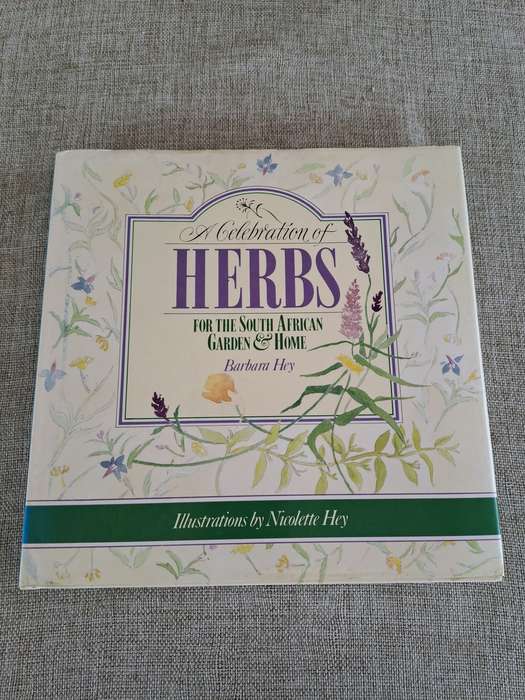 A Celebration of
HERBS
FOR THE SOUTH AFRICAN
GARDEN & HOME
Barbara Hey
Illustrations by Nicolette Hey